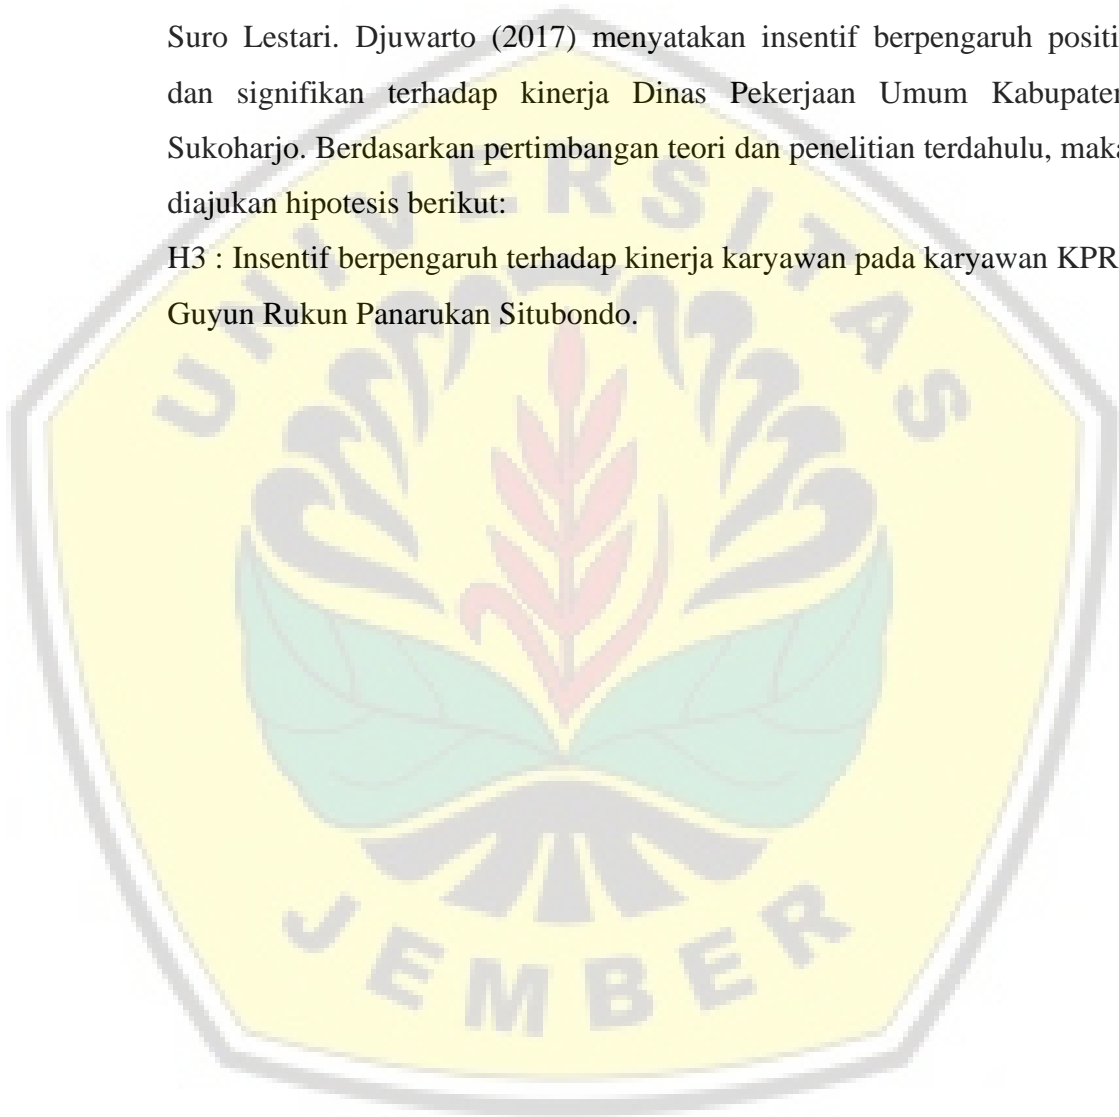 Suro Lestari. Djuwarto (2017) menyatakan insentif berpengaruh positi
dan signifikan terhadap kinerja Dinas Pekerjaan Umum Kabupaten
Sukoharjo. Berdasarkan pertimbangan teori dan penelitian terdahulu, maka
diajukan hipotesis berikut:
H3 : Insentif berpengaruh terhadap kinerja karyawan pada karyawan KPR
Guyun Rukun Panarukan Situbondo.
UNIVERSITAS
JEMBER